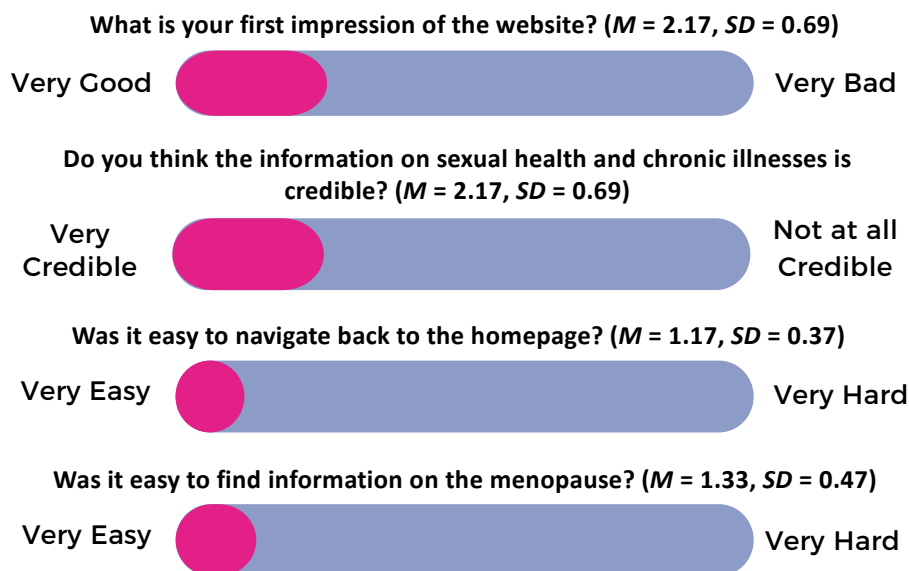 What is your first impression of the website? (M = 2.17, SD = 0.69)
Very Good
Very Bad
Do you think the information on sexual health and chronic illnesses is
credible? (M = 2.17, SD = 0.69)
Very
Credible
Not at all
Credible
Was it easy to navigate back to the homepage? (M = 1.17, SD = 0.37)
Very Easy
Very Hard
Was it easy to find information on the menopause? (M = 1.33, SD = 0.47)
Very Easy
Very Hard